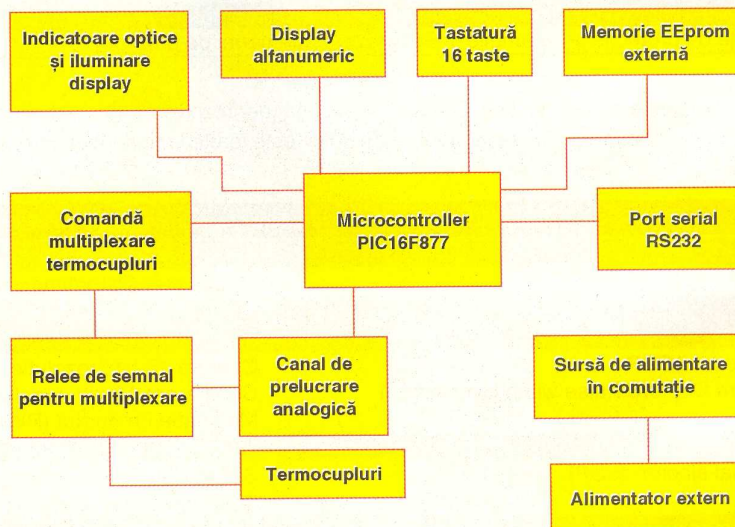 Indicatoare optice
și iluminare
display
Display
alfanumeric
Tastatură
16 taste
Memorie EEprom
externă
Comandă
multiplexare
termocupluri
Microcontroller
PIC16F877
Port serial
RS232
Relee de semnal
pentru multiplexare
Canal de
prelucrare
analogică
Sursă de alimentare
în comutație
Termocupluri
Alimentator extern